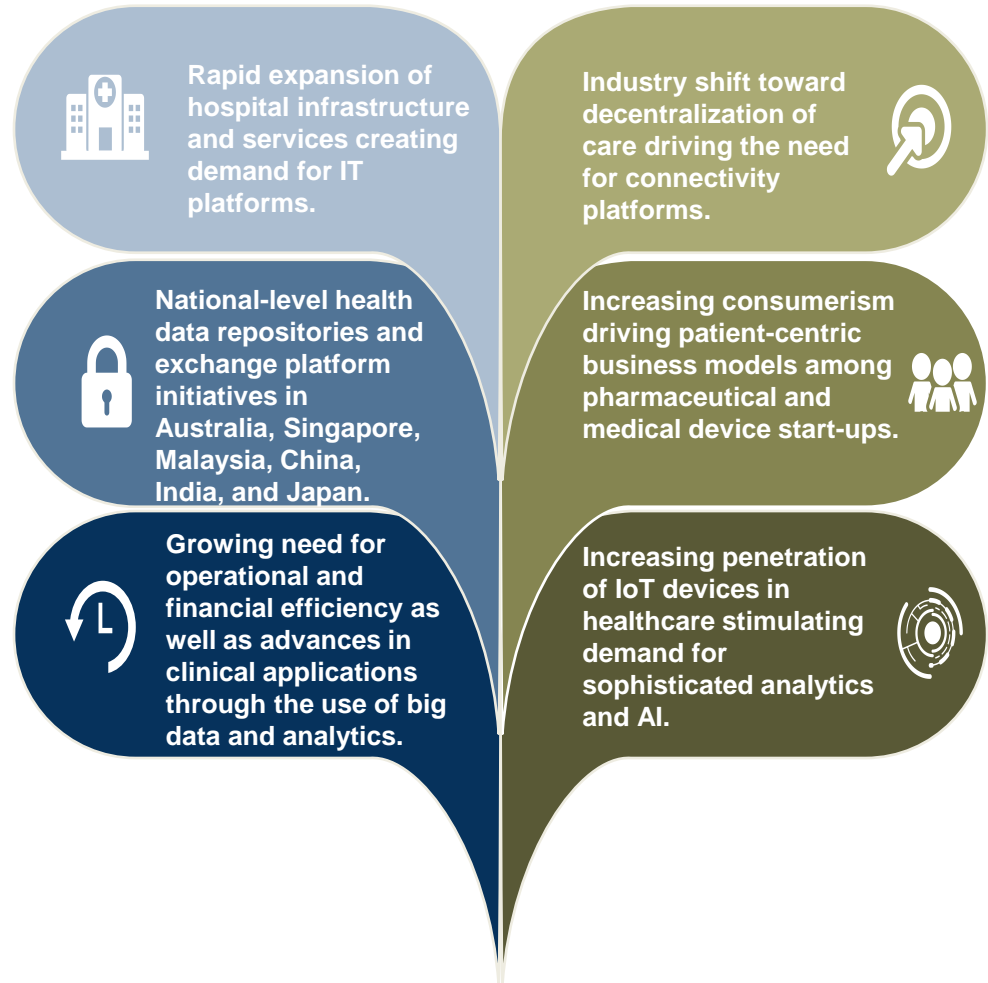 Rapid expansion of
hospital infrastructure
and services creating
demand for IT
platforms.
Industry shift toward
decentralization of
care driving the need
for connectivity
platforms.
National-level health
data repositories and
exchange platform
initiatives in
Australia, Singapore,
Malaysia, China,
India, and Japan.
Increasing consumerism
driving patient-centric
business models among
pharmaceutical and
medical device start-ups.
Growing need for
operational and
financial efficiency as
well as advances in
clinical applications
through the use of big
data and analytics.
Increasing penetration
of IoT devices in
healthcare stimulating
demand for
sophisticated analytics
and AI.